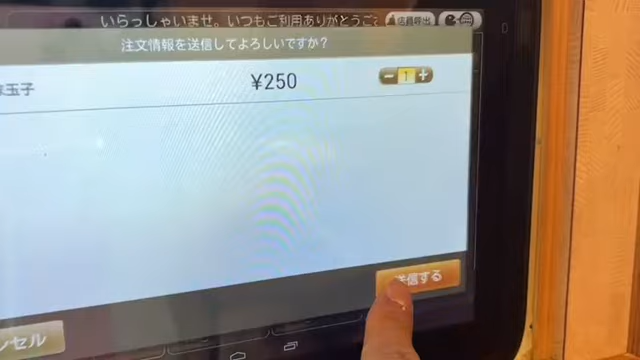 いらっしゃいませ。いつもご利用ありがとうご
店員呼出
注文情報を送信してよろしいですか?
玉子
¥250
1
送信する
ンセル